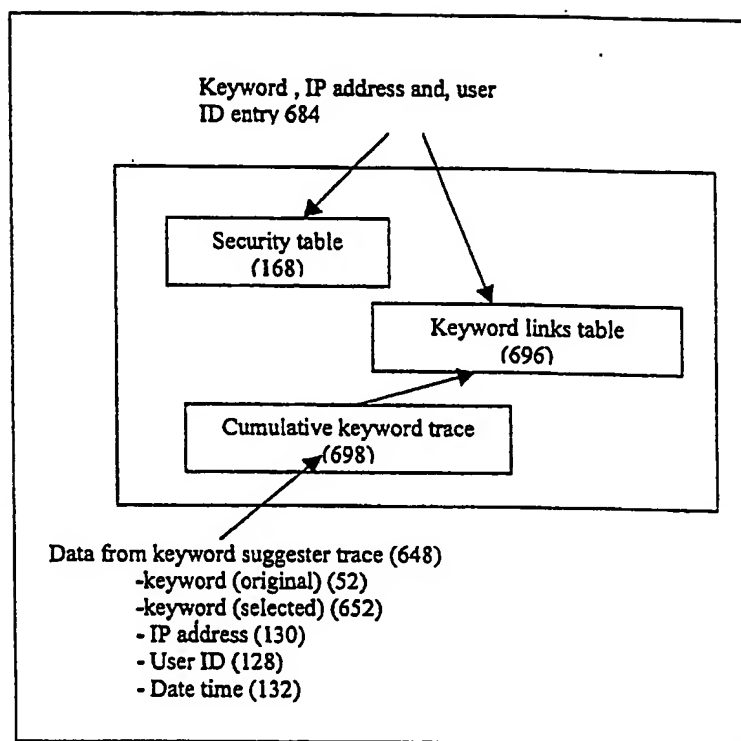 Keyword , IP address and, user
ID entry 684
Security table
(168)
Keyword links table
(696)
Cumulative keyword trace
(698)
Data from keyword suggester trace (648)
-keyword (original) (52)
-keyword (selected) (652)
- IP address (130)
- User ID (128)
- Date time (132)